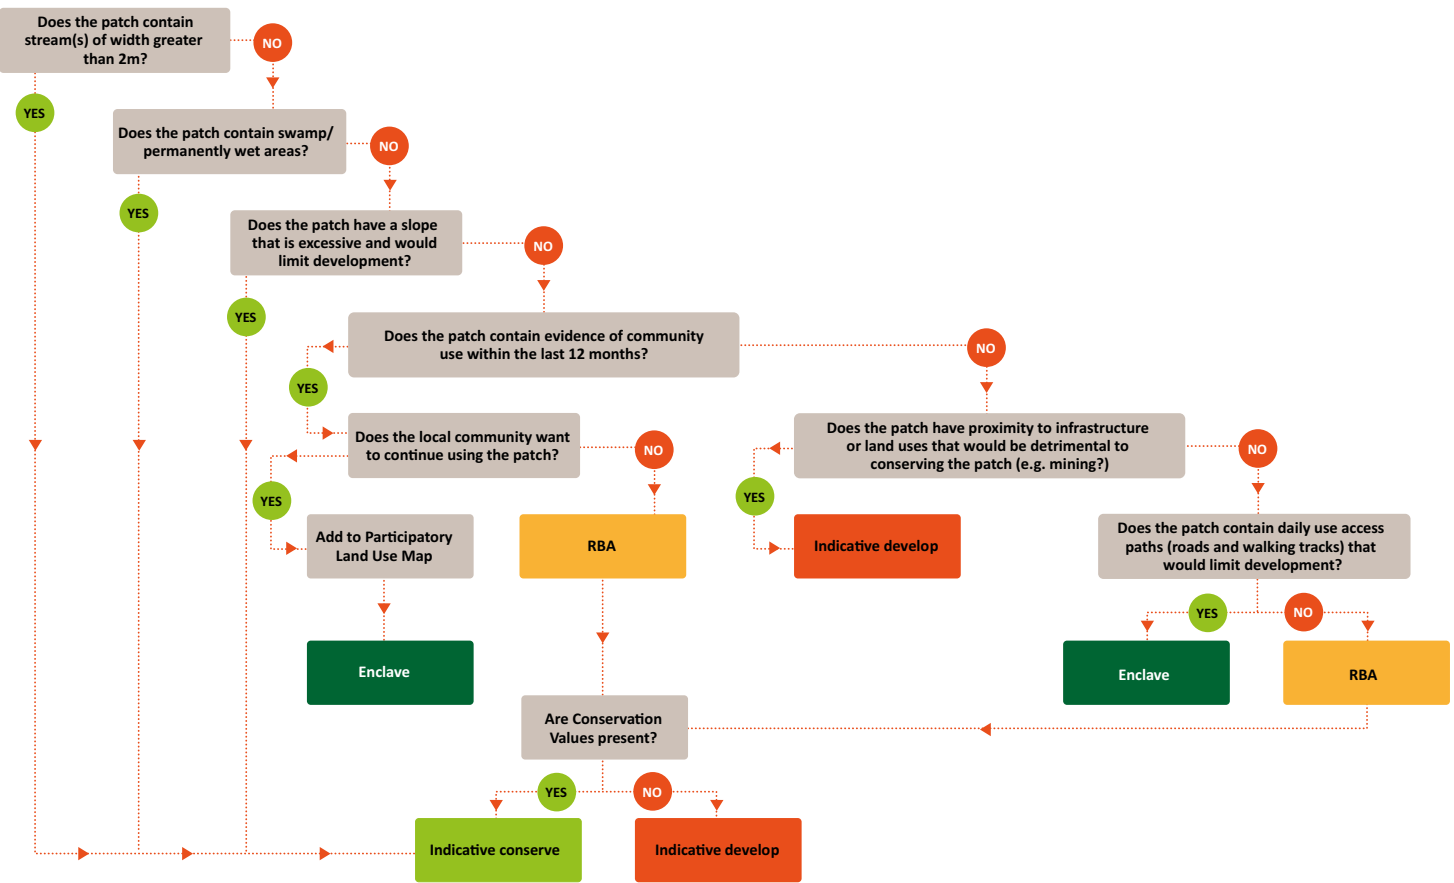 Does the patch contain
stream(s) of width greater
than 2m?
NO
YES
Does the patch contain swamp/
permanently wet areas?
NO
YES
Does the patch have a slope
that is excessive and would
limit development?
NO
YES
Does the patch contain evidence of community
use within the last 12 months?
NO
YES
Does the local community want
to continue using the patch?
NO
YES
Does the patch have proximity to infrastructure
or land uses that would be detrimental to
conserving the patch (e.g. mining?)
NO
YES
Add to Participatory
Land Use Map
RBA
Indicative develop
Does the patch contain daily use access
paths (roads and walking tracks) that
would limit development?
YES
NO
Enclave
Enclave
RBA
Are Conservation
Values present?
YES
NO
Indicative conserve
Indicative develop